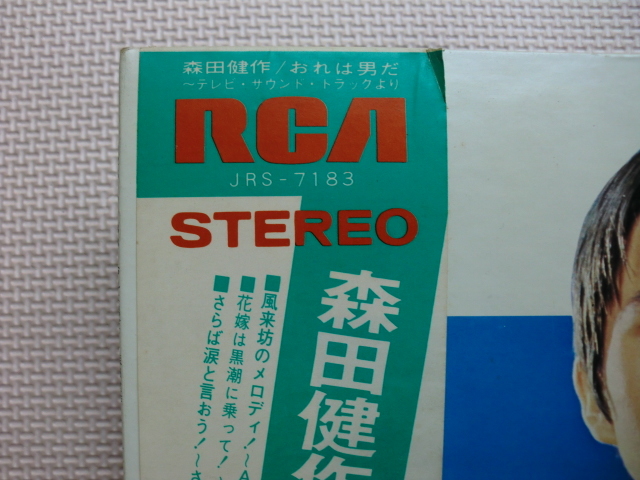 森田健作/おれは男だ
～テレビ・サウンド・トラックより
RCA
JRS-7183
STEREO
森田健作
■風来坊のメロディ!～A
■花嫁は黒潮に乗って!～
■さらば涙と言おう!～さ